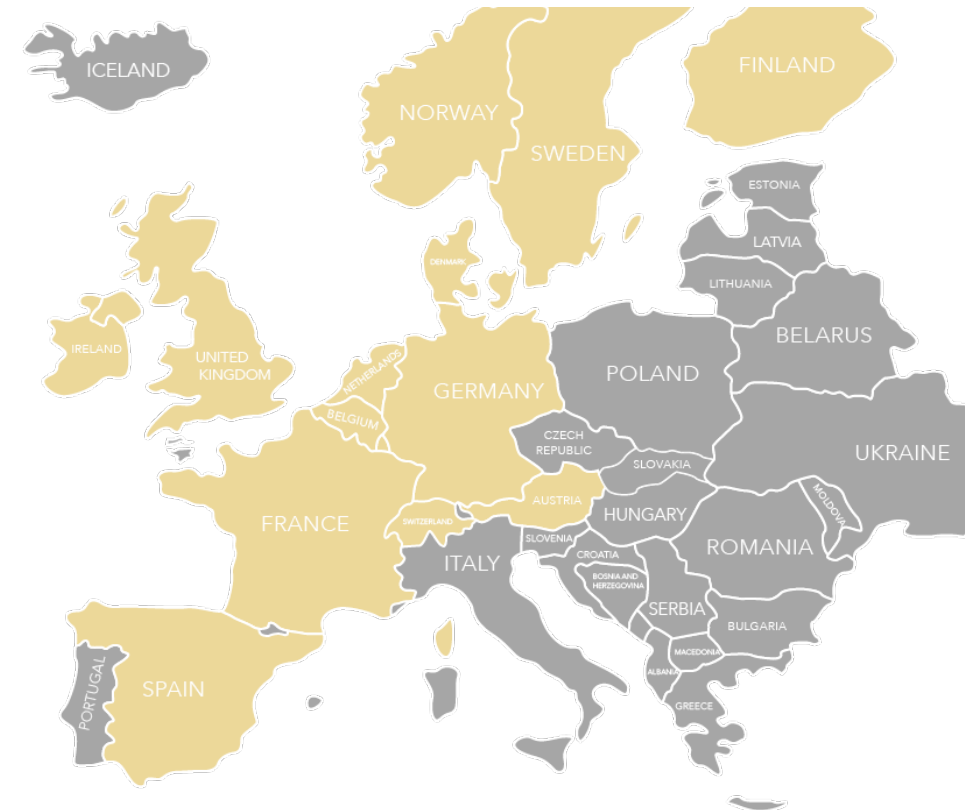 ICELAND
FINLAND
NORWAY
SWEDEN
ESTONIA
LATVIA
DENMARK
LITHUANIA
BELARUS
IRELAND
UNITED
KINGDOM
NETHERLANDS
GERMANY
POLAND
BELGIUM
CZECH
REPUBLIC
UKRAINE
SLOVAKIA
AUSTRIA
MOLDOVA
FRANCE
SWITZERLAND
HUNGARY
SLOVENIA
ITALY
CROATIA
ROMANIA
BOSNIA AND
HERZEGOVINA
SERBIA
BULGARIA
MACEDONIA
ALBANIA
PORTUGAL
SPAIN
GREECE